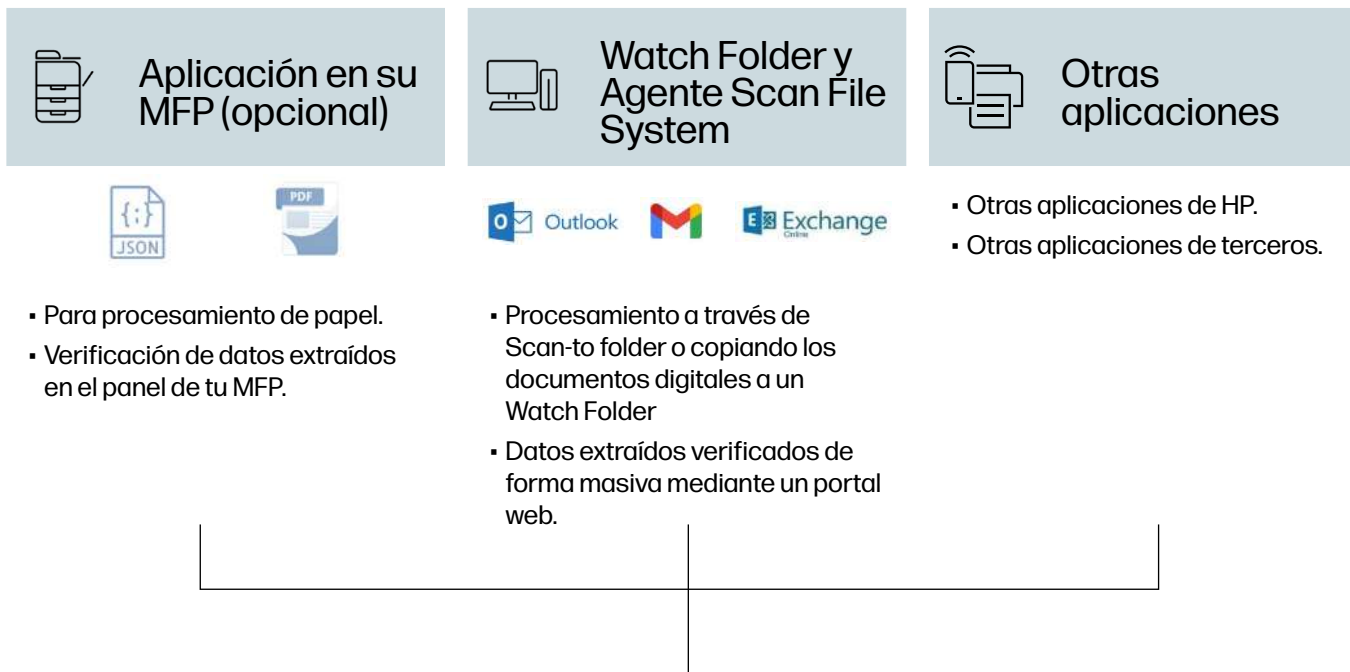 Aplicación en su
MFP (opcional)
{;}
JSON
PDF
▪ Para procesamiento de papel.
▪ Verificación de datos extraídos
en el panel de tu MFP.
Watch Folder y
Agente Scan File
System
Outlook
Exchange
Online
▪ Procesamiento a través de
Scan-to folder o copiando los
documentos digitales a un
Watch Folder
▪ Datos extraídos verificados de
forma masiva mediante un portal
web.
Otras
aplicaciones
▪ Otras aplicaciones de HP.
▪ Otras aplicaciones de terceros.